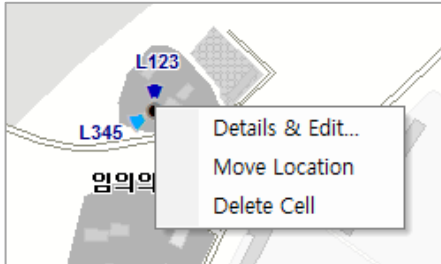 L123
L345
임의의
Details & Edit...
Move Location
Delete Cell